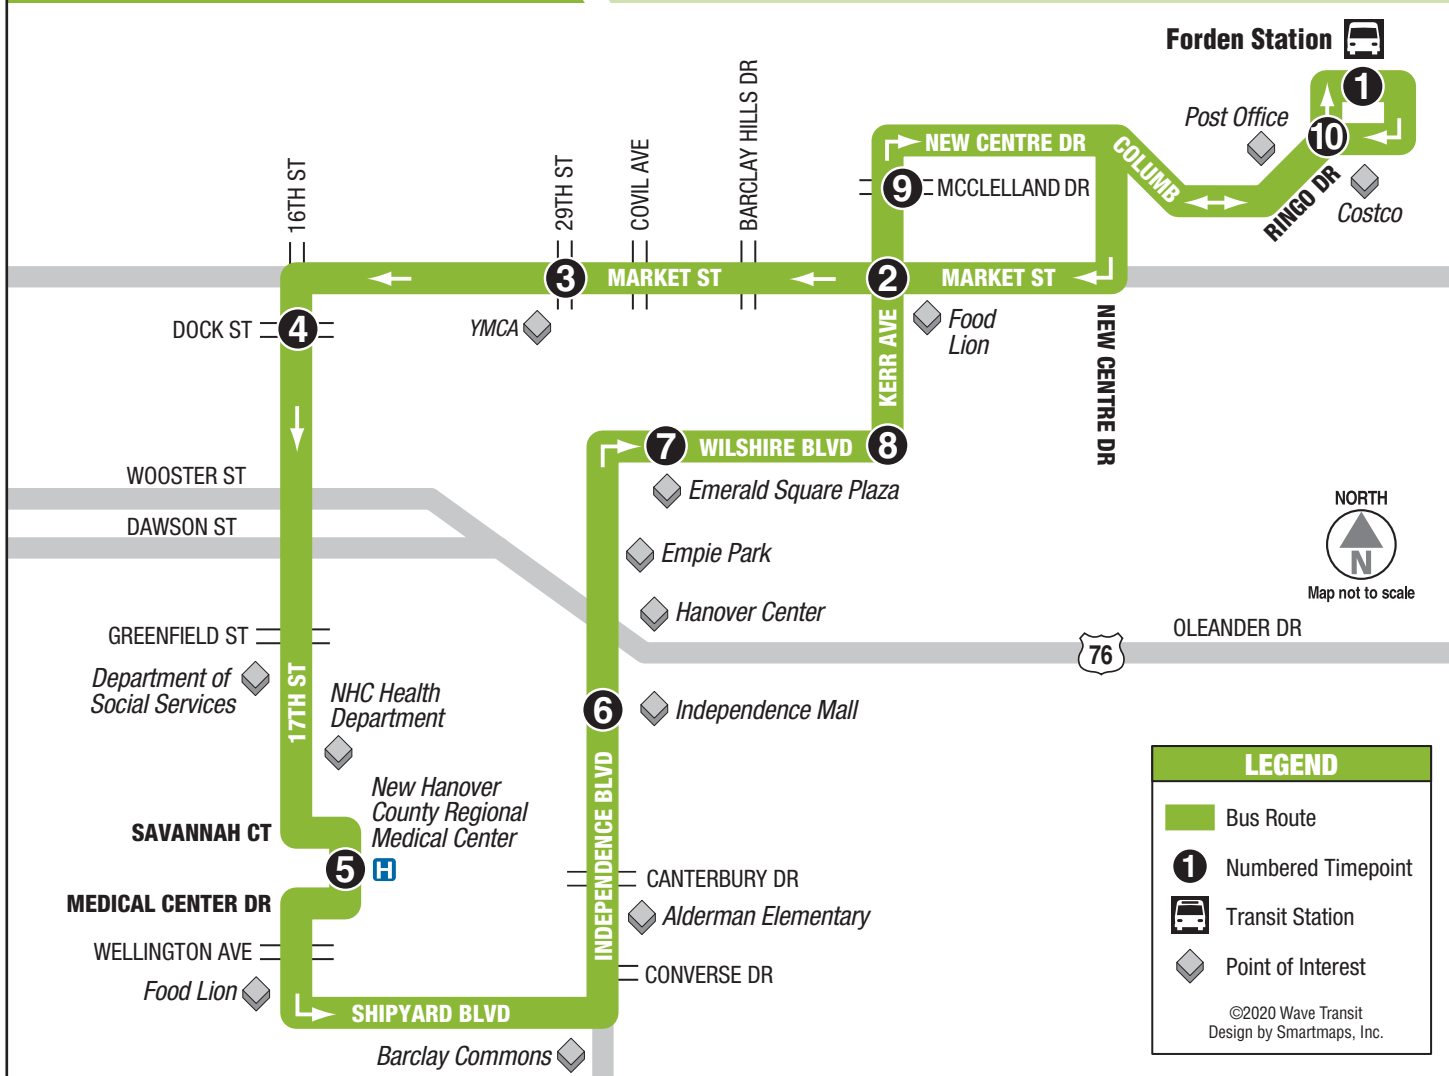 Forden Station
1
Post Office
10
COLUMB
RINGO DR
Costco
NEW CENTRE DR
9
MCCLELLAND DR
16TH ST
29TH ST
COVIL AVE
BARCLAY HILLS DR
3
MARKET ST
2
MARKET ST
DOCK ST
4
YMCA
Food
Lion
KERR AVE
NEW CENTRE DR
7
WILSHIRE BLVD
8
WOOSTER ST
Emerald Square Plaza
DAWSON ST
Empie Park
NORTH
N
Map not to scale
Hanover Center
GREENFIELD ST
OLEANDER DR
76
Department of
Social Services
17TH ST
NHC Health
Department
6
Independence Mall
INDEPENDENCE BLVD
New Hanover
County Regional
Medical Center
SAVANNAH CT
5
H
MEDICAL CENTER DR
CANTERBURY DR
Alderman Elementary
WELLINGTON AVE
CONVERSE DR
Food Lion
SHIPYARD BLVD
Barclay Commons
LEGEND
Bus Route
1
Numbered Timepoint
Transit Station
Point of Interest
©2020 Wave Transit
Design by Smartmaps, Inc.